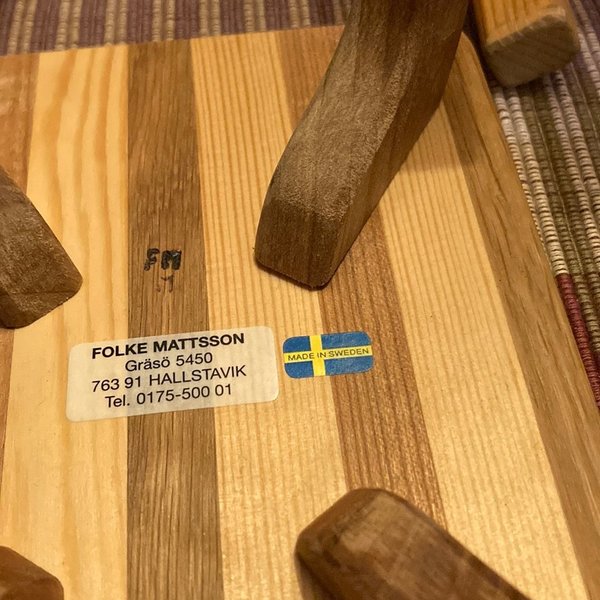 FM
FOLKE MATTSSON
Gräsö 5450
763 91 HALLSTAVIK
Tel. 0175-500 01
MADE IN SWEDEN